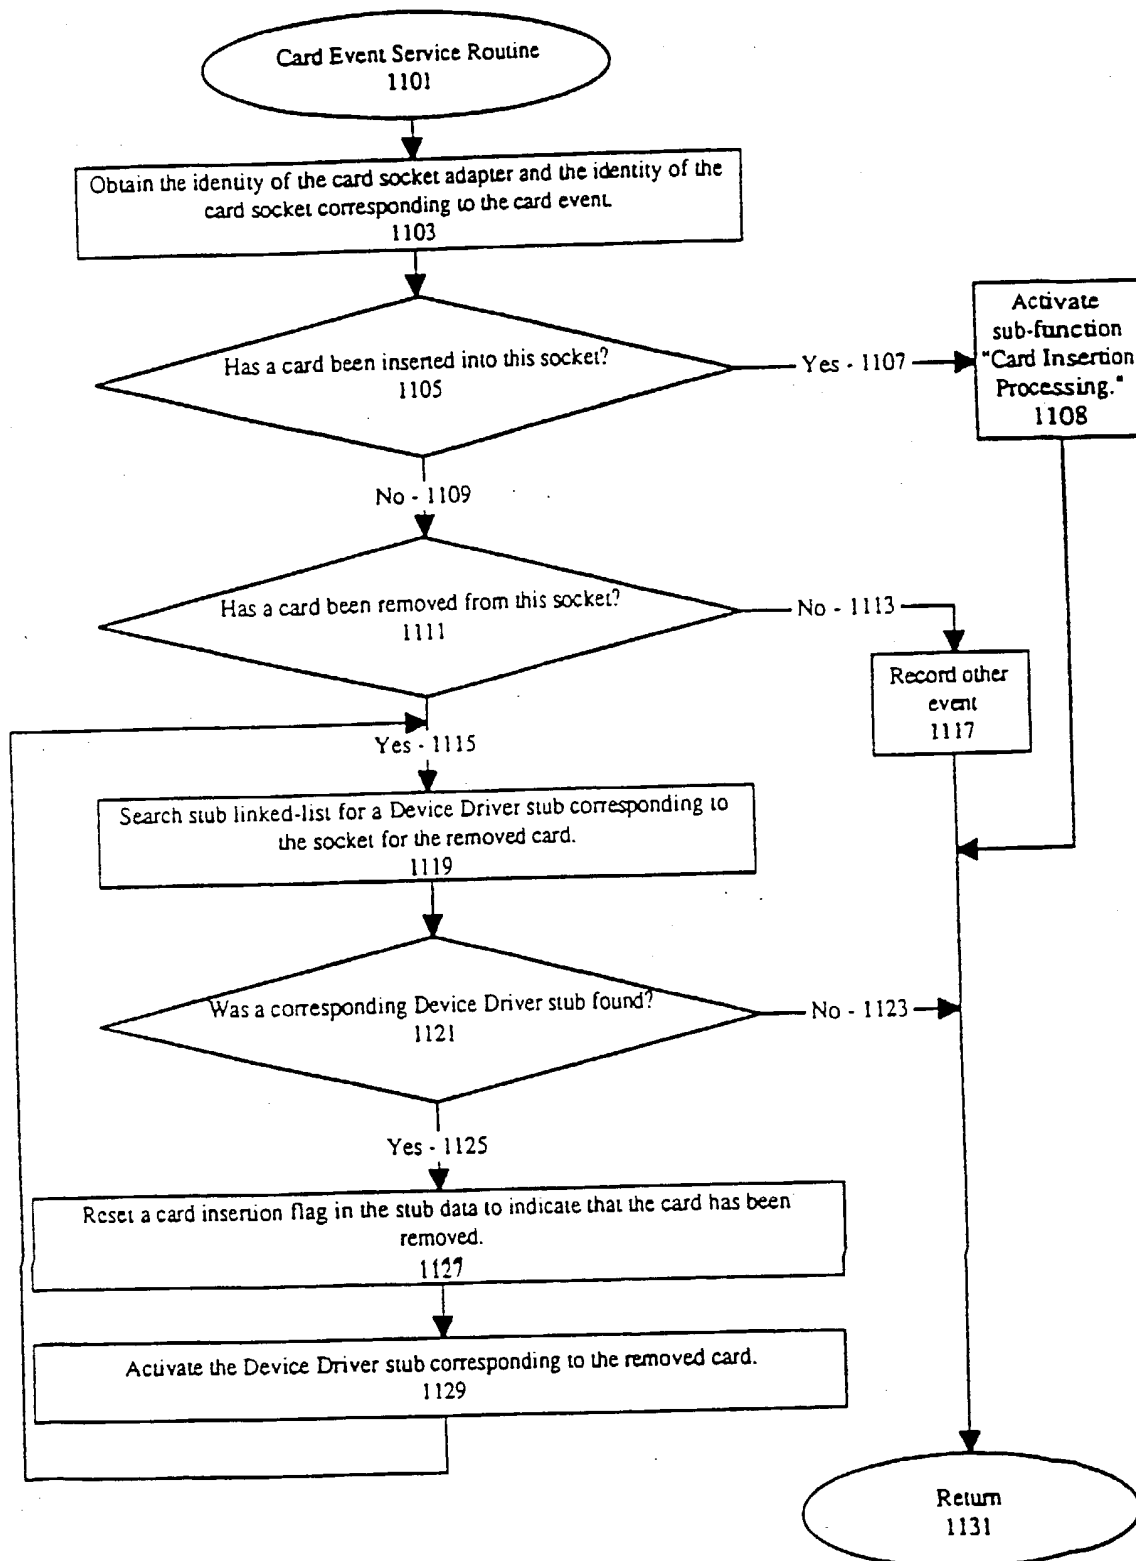 Card Event Service Routine
1101
Obtain the identity of the card socket adapter and the identity of the
card socket corresponding to the card event.
1103
Has a card been inserted into this socket?
1105
Yes - 1107
Activate
sub-function
"Card Insertion
Processing."
1108
No - 1109
Has a card been removed from this socket?
1111
No - 1113
Record other
event
1117
Yes - 1115
Search stub linked-list for a Device Driver stub corresponding to
the socket for the removed card.
1119
Was a corresponding Device Driver stub found?
1121
No - 1123
Yes - 1125
Reset a card insertion flag in the stub data to indicate that the card has been
removed.
1127
Activate the Device Driver stub corresponding to the removed card.
1129
Return
1131